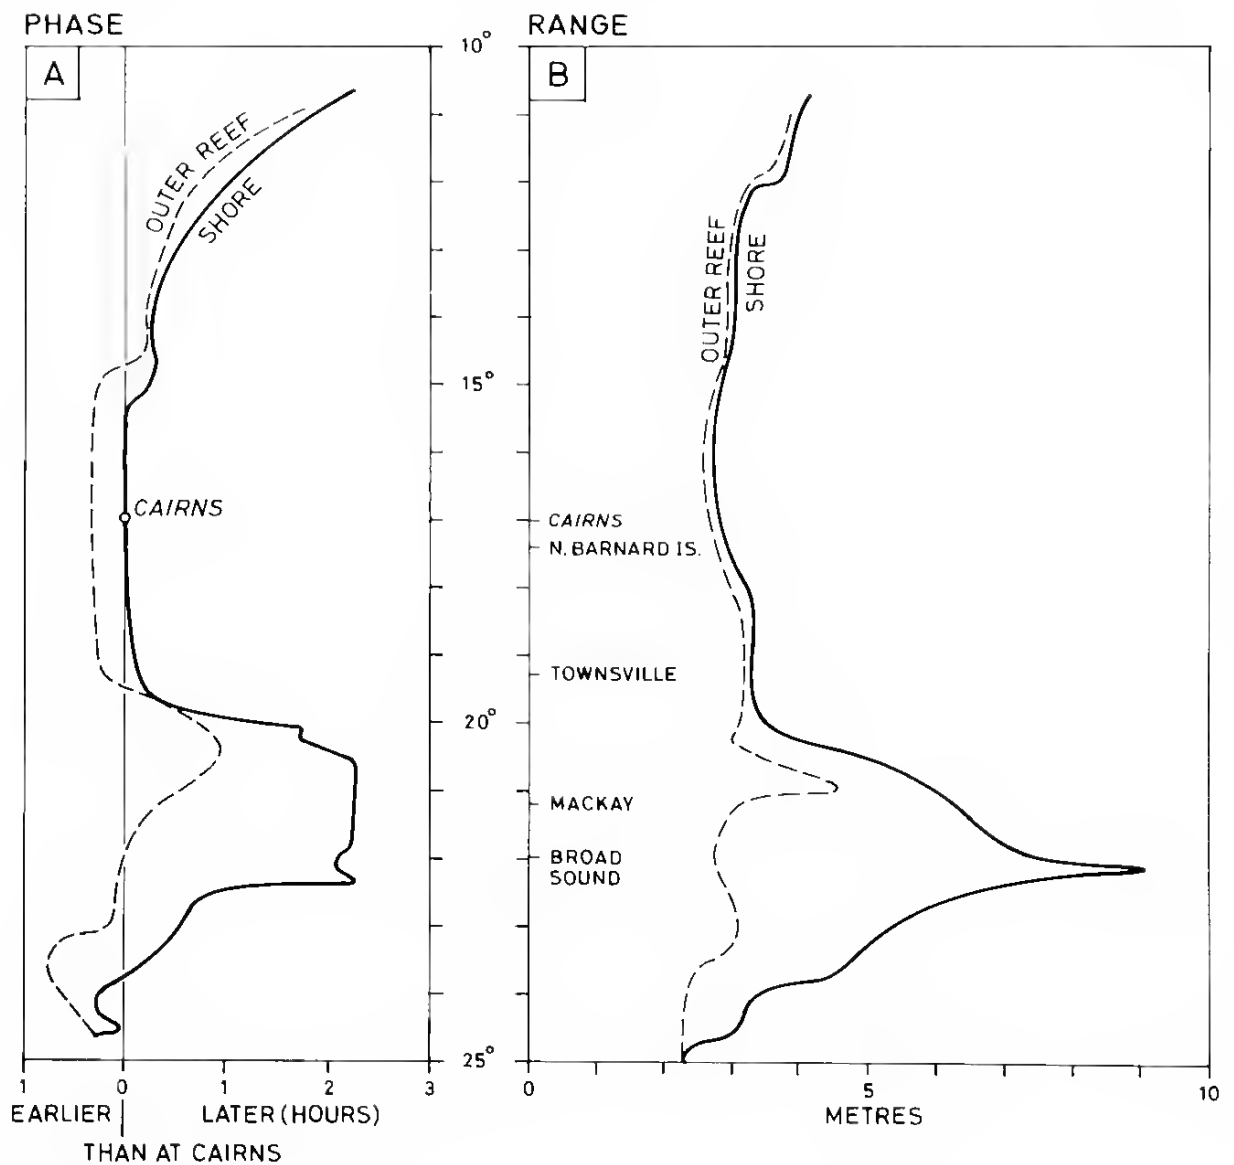 PHASE
RANGE
A
B
10°
15°
20°
25°
OUTER REEF
SHORE
OUTER REEF
SHORE
CAIRNS
CAIRNS
N. BARNARD IS.
TOWNSVILLE
MACKAY
BROAD
SOUND
1 0 1 2 3
EARLIER LATER (HOURS)
THAN AT CAIRNS
0 5 10
METRES